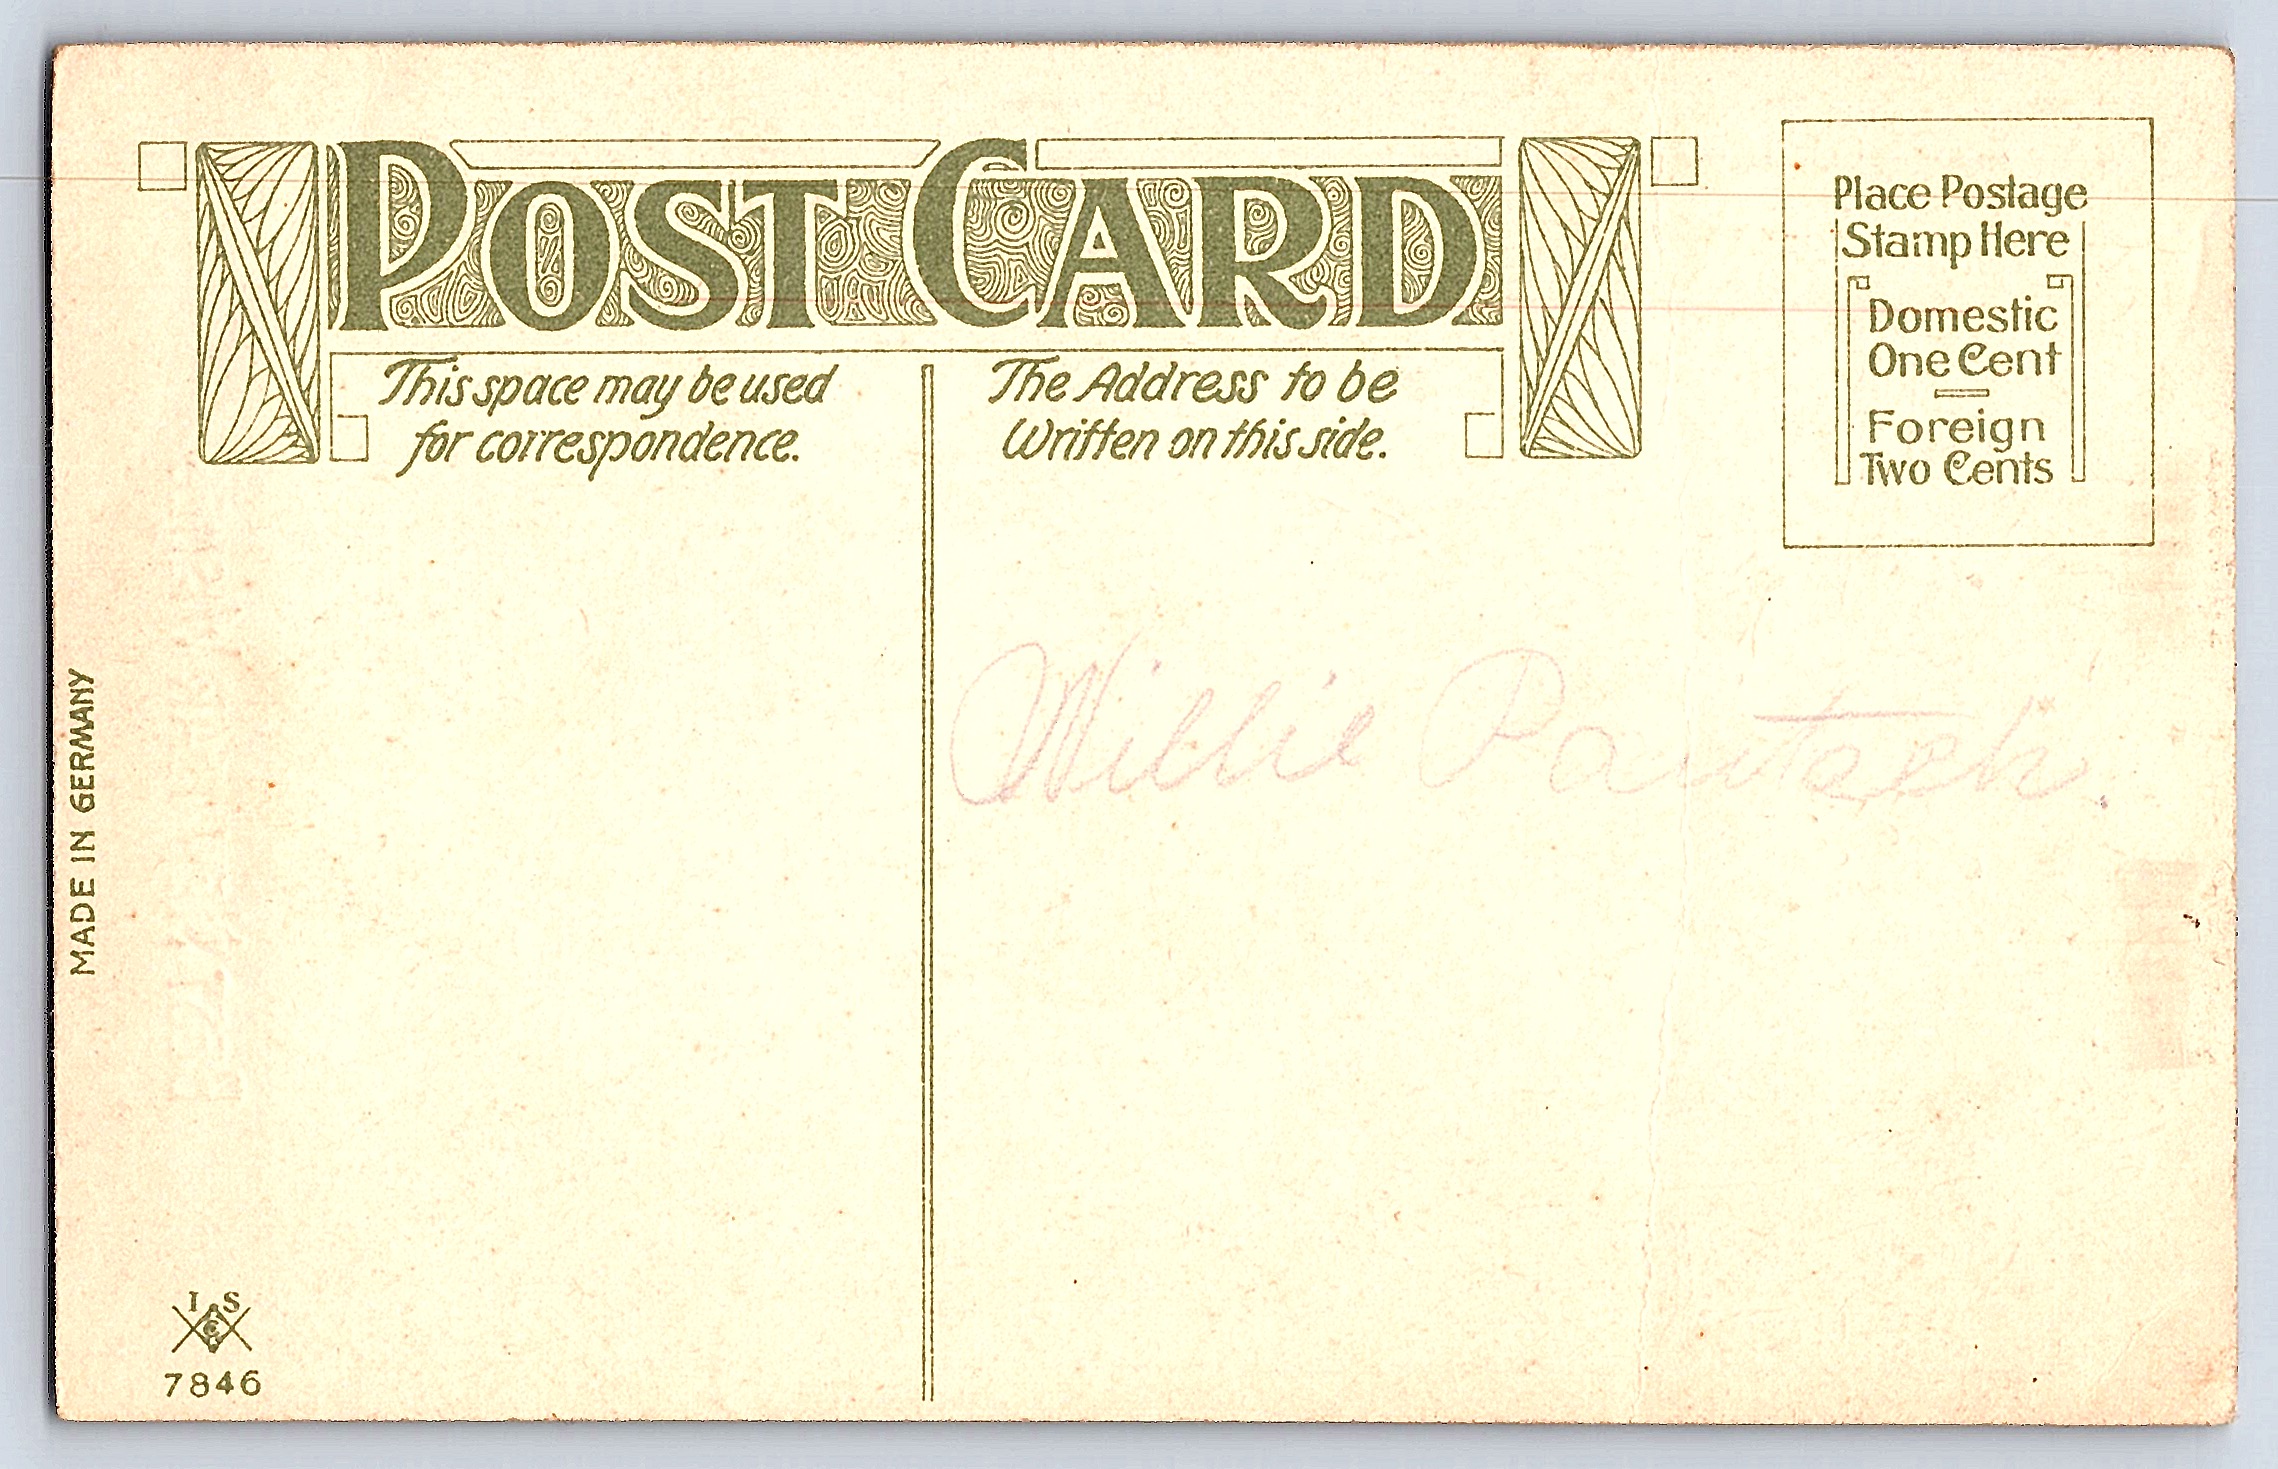 POST CARD
This space may be used
for correspondence.
The Address to be
Written on this side.
Place Postage
Stamp Here
Domestic
One Cent
Foreign
Two Cents
Willie
MADE IN GERMANY
I S
C
7846